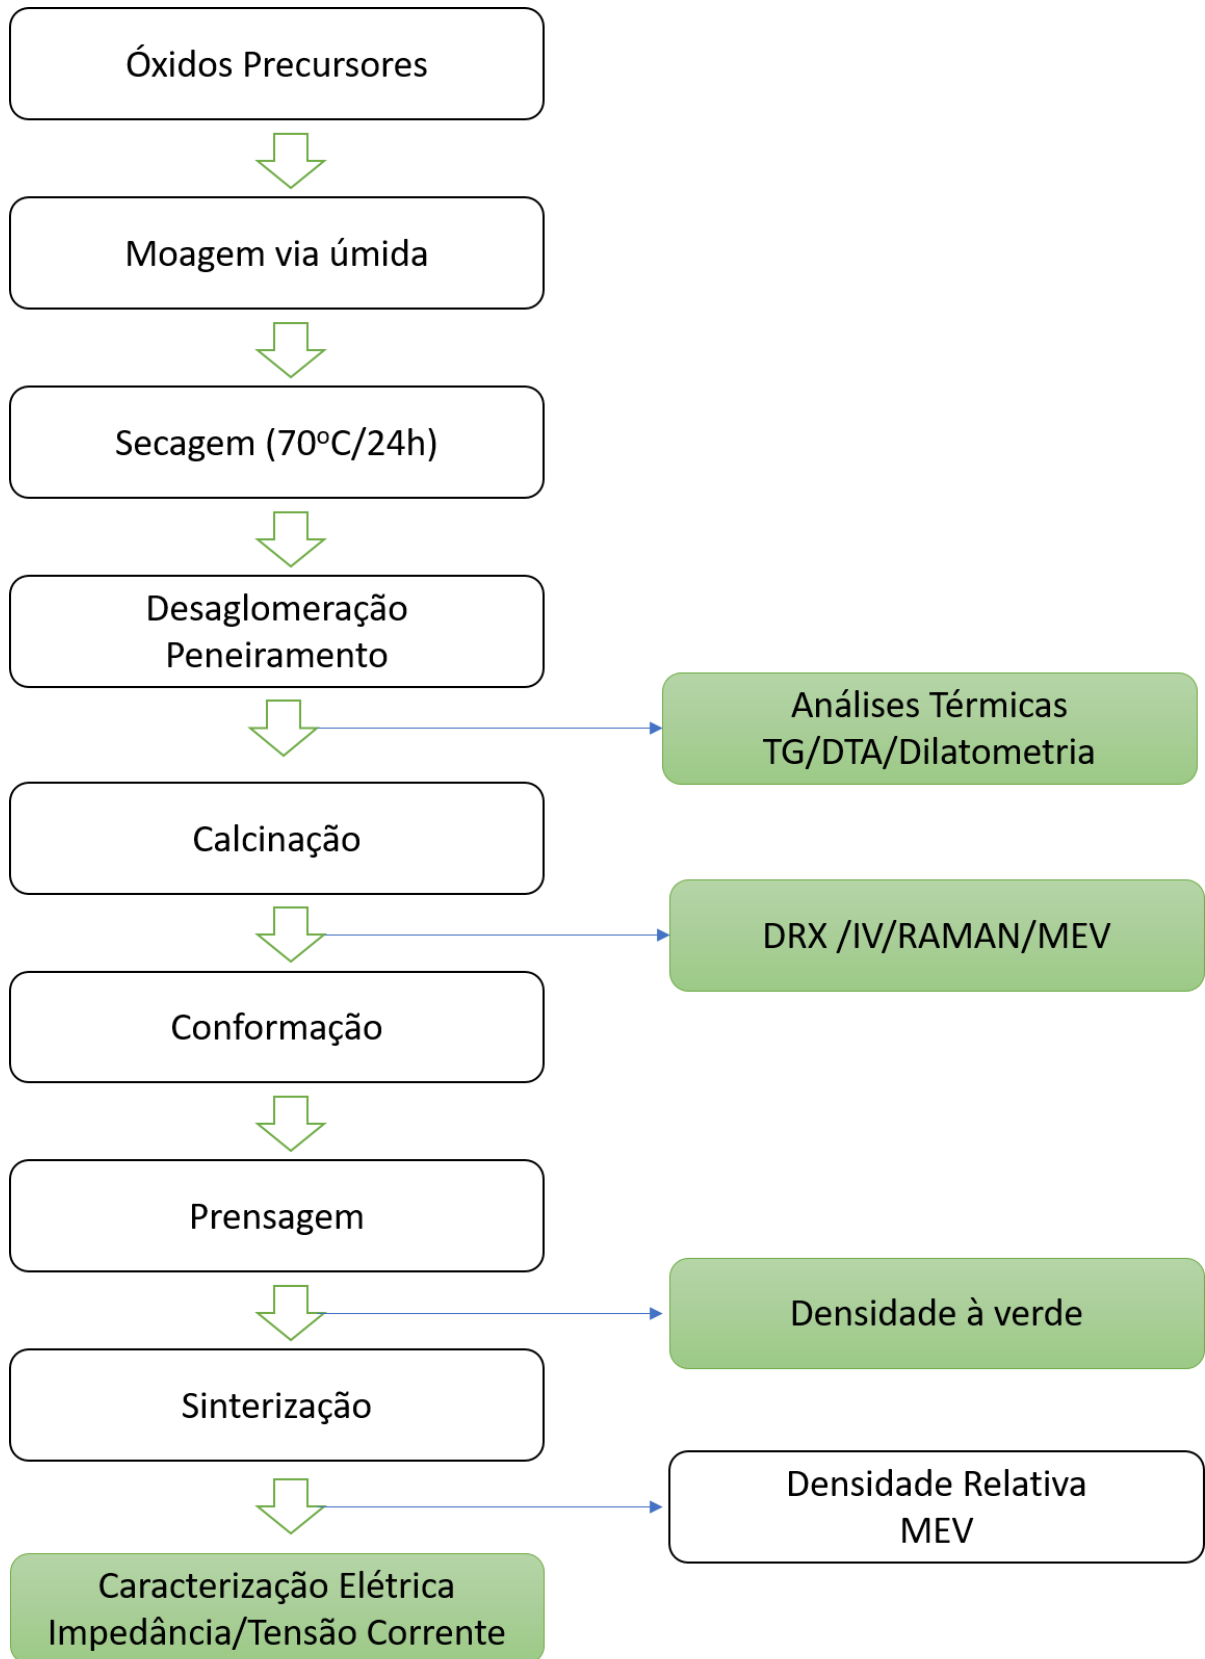 Óxidos Precursores
Moagem via úmida
Secagem (70ºC/24h)
Desaglomeração
Peneiramento
Análises Térmicas
TG/DTA/Dilatometria
Calcinação
DRX /IV/RAMAN/MEV
Conformação
Prensagem
Densidade à verde
Sinterização
Densidade Relativa
MEV
Caracterização Elétrica
Impedância/Tensão Corrente